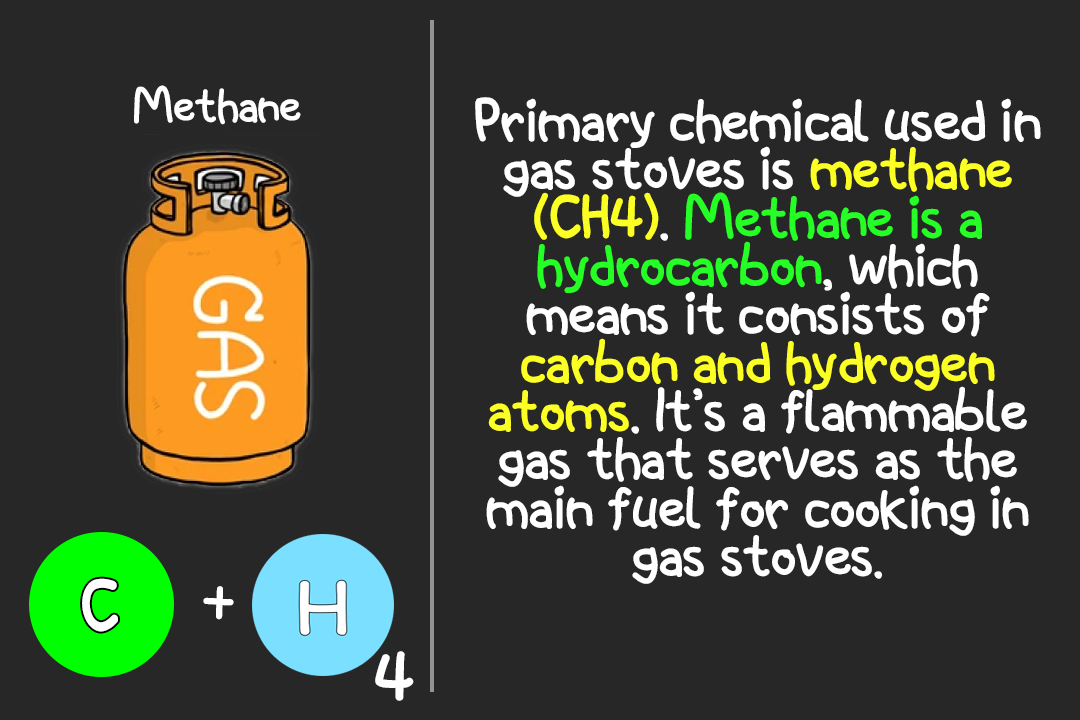 Methane
GAS
C + H
4
Primary chemical used in
gas stoves is methane
(CH4). Methane is a
hydrocarbon, which
means it consists of
carbon and hydrogen
atoms. It's a flammable
gas that serves as the
main fuel for cooking in
gas stoves.